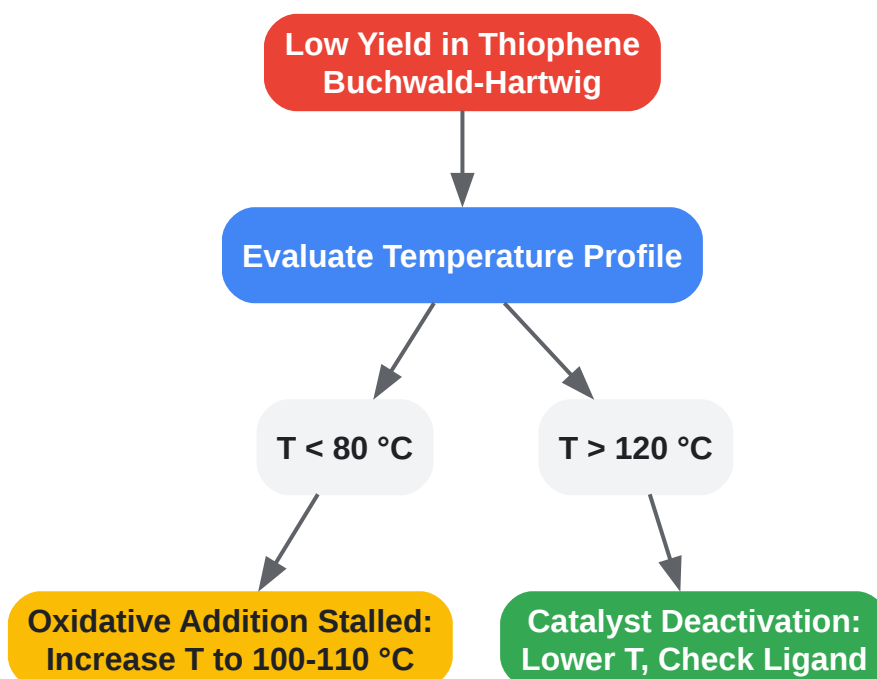 Low Yield in Thiophene
Buchwald-Hartwig
Evaluate Temperature Profile
T < 80 °C
T > 120 °C
Oxidative Addition Stalled:
Increase T to 100-110 °C
Catalyst Deactivation:
Lower T, Check Ligand